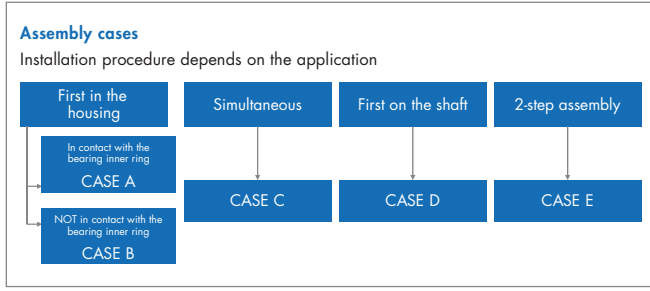 Assembly cases
Installation procedure depends on the application
First in the
housing
Simultaneous
First on the shaft
2-step assembly
In contact with the
bearing inner ring
CASE A
NOT in contact with the
bearing inner ring
CASE B
CASE C
CASE D
CASE E